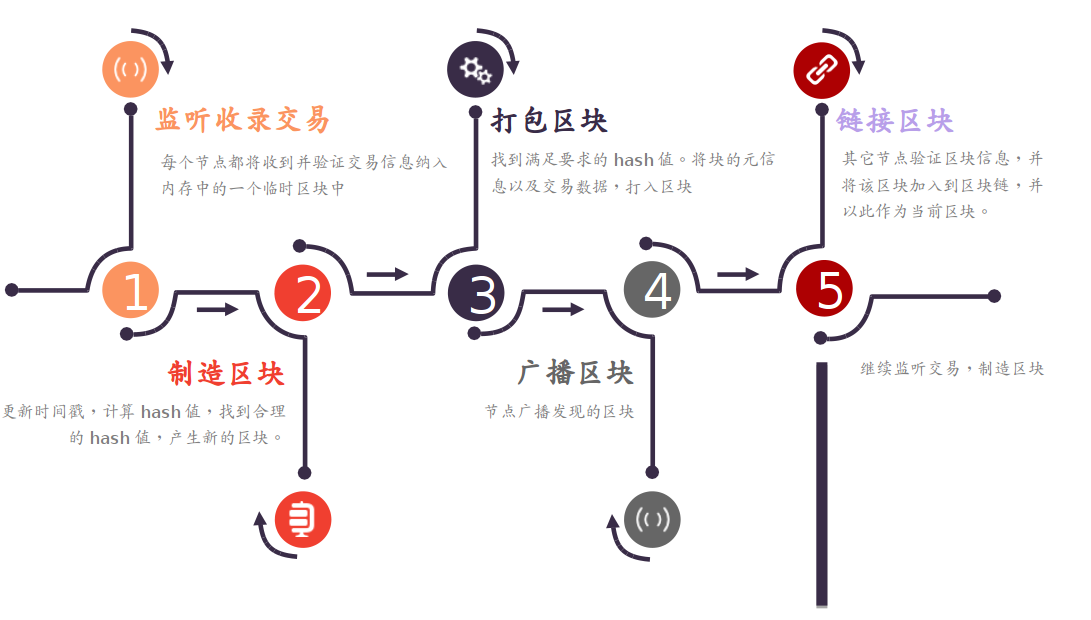 监听收录交易
每个节点都将收到并验证交易信息纳入
内存中的一个临时区块中
打包区块
找到满足要求的 hash 值。将块的元信
息以及交易数据，打入区块
链接区块
其它节点验证区块信息，并
将该区块加入到区块链，并
以此作为当前区块。
1
2
3
4
5
制造区块
更新时间戳，计算 hash 值，找到合理
的 hash 值，产生新的区块。
广播区块
节点广播发现的区块
继续监听交易，制造区块